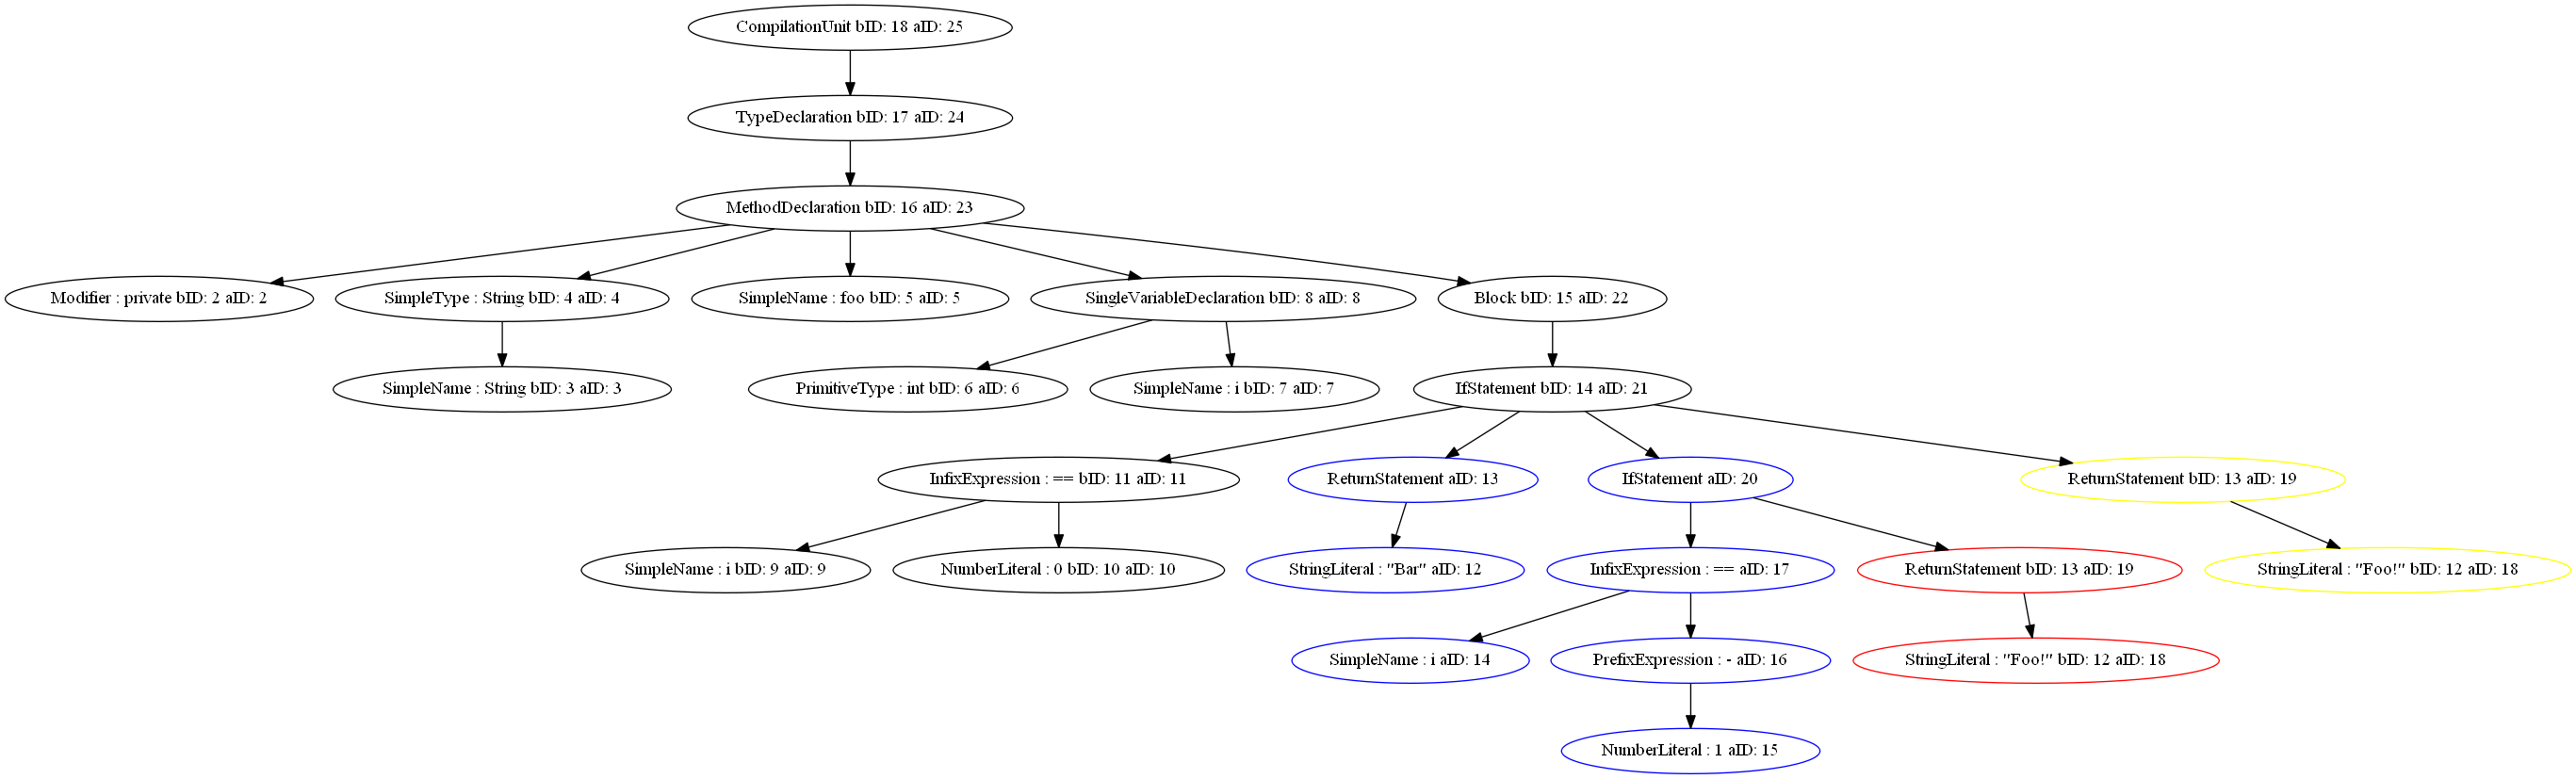 CompilationUnit bID: 18 aID: 25
TypeDeclaration bID: 17 aID: 24
MethodDeclaration bID: 16 aID: 23
Modifier : private bID: 2 aID: 2
SimpleType : String bID: 4 aID: 4
SimpleName : foo bID: 5 aID: 5
SingleVariableDeclaration bID: 8 aID: 8
Block bID: 15 aID: 22
SimpleName : String bID: 3 aID: 3
PrimitiveType : int bID: 6 aID: 6
SimpleName : i bID: 7 aID: 7
IfStatement bID: 14 aID: 21
InfixExpression : == bID: 11 aID: 11
ReturnStatement aID: 13
IfStatement aID: 20
ReturnStatement bID: 13 aID: 19
SimpleName : i bID: 9 aID: 9
NumberLiteral : 0 bID: 10 aID: 10
StringLiteral : "Bar" aID: 12
InfixExpression : == aID: 17
ReturnStatement bID: 13 aID: 19
StringLiteral : "Foo!" bID: 12 aID: 18
SimpleName : i aID: 14
PrefixExpression : - aID: 16
StringLiteral : "Foo!" bID: 12 aID: 18
NumberLiteral : 1 aID: 15